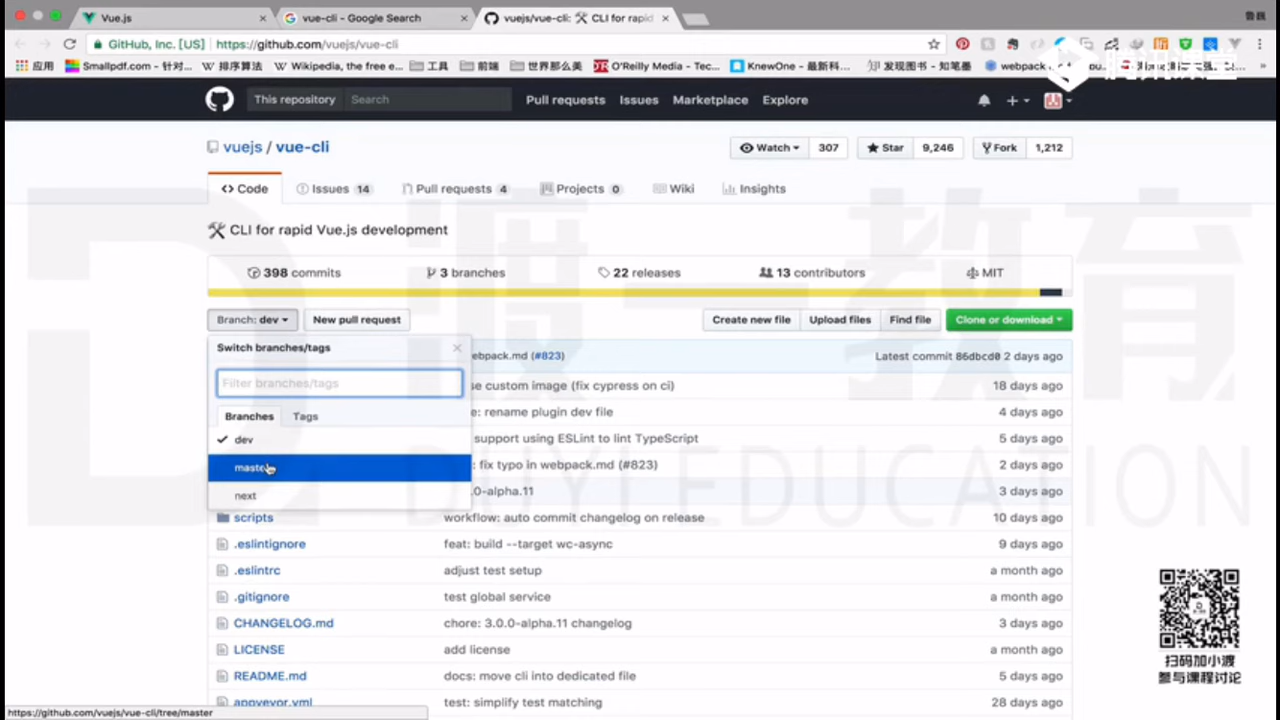 Vue.js
vue-cli - Google Search
vuejs/vue-cli: 🛠 CLI for rapid
GitHub, Inc. [US] | https://github.com/vuejs/vue-cli
应用 Smallpdf.com - 针对... 排序算法 Wikipedia, the free e... 工具 前端 世界那么美 O'Reilly Media - Tec... KnewOne - 最新科... 发现图书 - 知笔墨 webpack
腾讯课堂
This repository Search Pull requests Issues Marketplace Explore
vuejs / vue-cli Watch 307 Star 9,246 Fork 1,212
<> Code Issues 14 Pull requests 4 Projects 0 Wiki Insights
🛠 CLI for rapid Vue.js development
398 commits 3 branches 22 releases 13 contributors MIT
Branch: dev New pull request Create new file Upload files Find file Clone or download
Switch branches/tags ×
Filter branches/tags
Branches Tags
✓ dev
master
next
ebpack.md (#823) Latest commit 86dbcd0 2 days ago
se custom image (fix cypress on ci) 18 days ago
e: rename plugin dev file 4 days ago
support using ESLint to lint TypeScript 5 days ago
: fix typo in webpack.md (#823) 2 days ago
.0-alpha.11 3 days ago
scripts workflow: auto commit changelog on release 10 days ago
.eslintignore feat: build --target wc-async 9 days ago
.eslintrc adjust test setup a month ago
.gitignore test global service a month ago
CHANGELOG.md chore: 3.0.0-alpha.11 changelog 3 days ago
LICENSE add license a month ago
README.md docs: move cli into dedicated file 5 days ago
appveyor.yml test: simplify test matching 28 days ago
渡一教育
DUYI EDUCATION
扫码加小渡
参与课程讨论
https://github.com/vuejs/vue-cli/tree/master